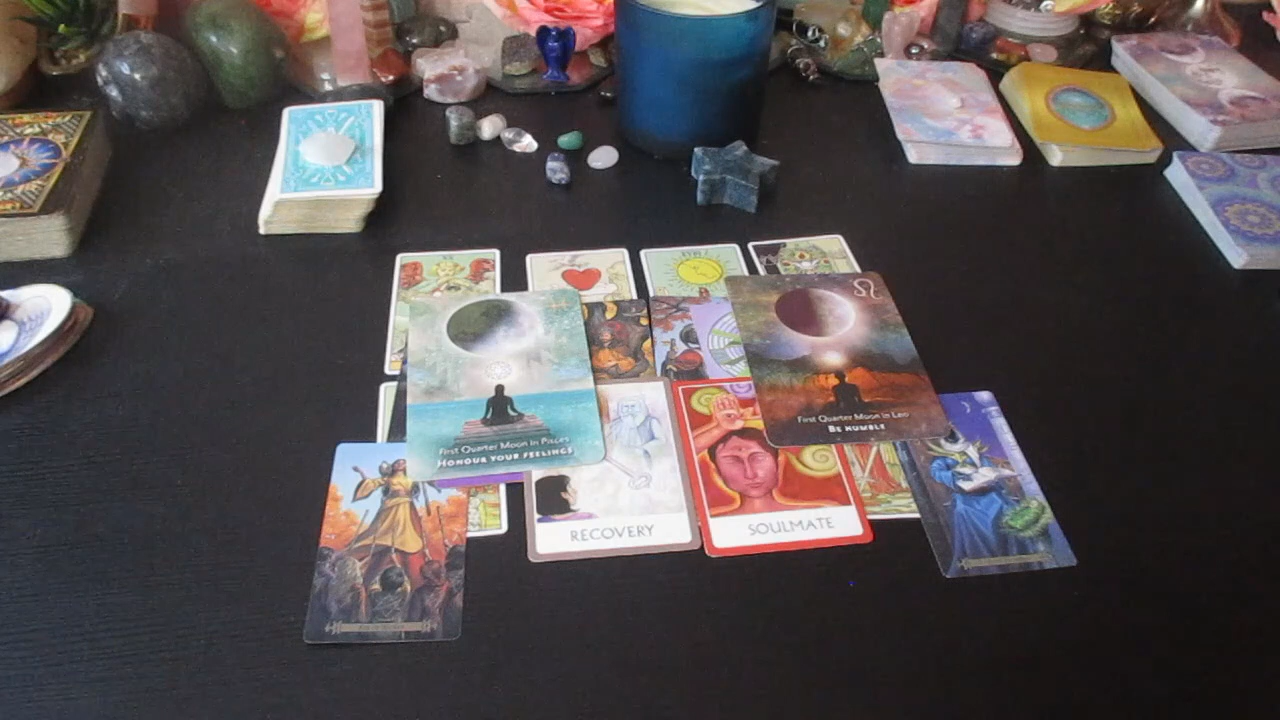 First Quarter Moon in Pisces
HONOUR YOUR FEELINGS
First Quarter Moon in Leo
BE HUMBLE
RECOVERY
SOULMATE